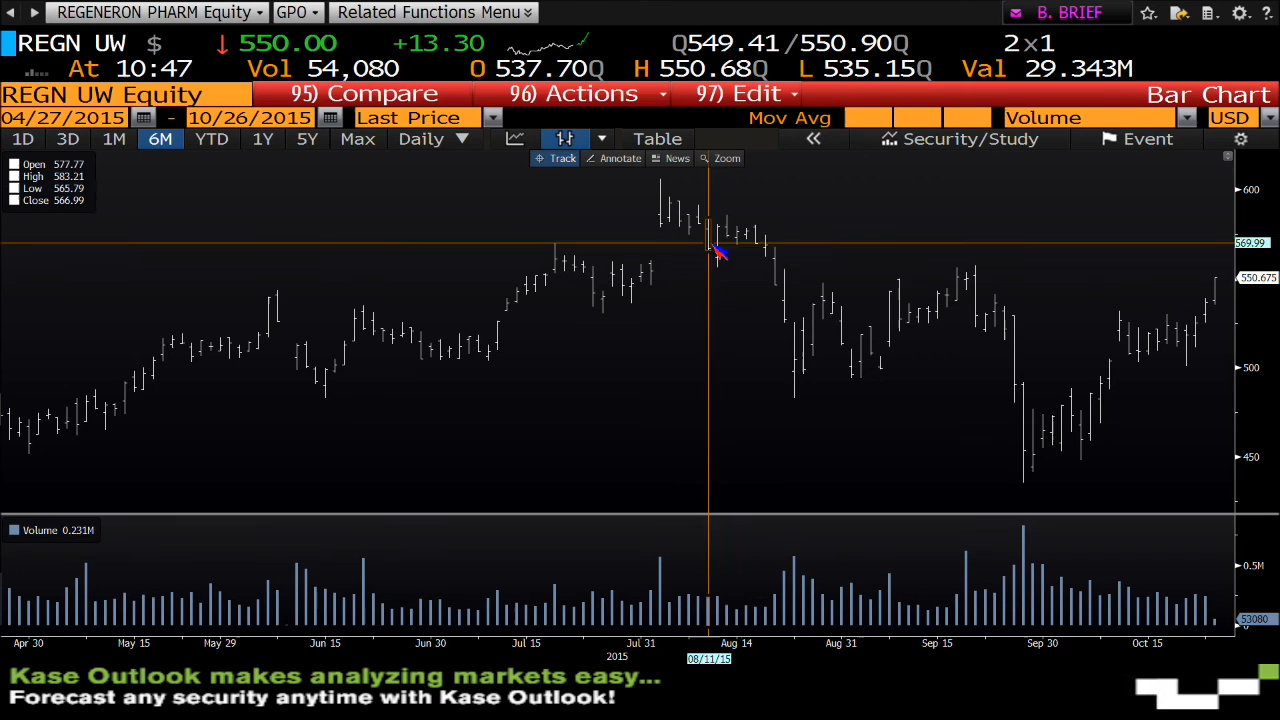 REGENERON PHARM Equity GPO Related Functions Menu B. BRIEF
REGN UW $ 550.00 +13.30 Q549.41/550.90Q 2×1
At 10:47 Vol 54,080 O 537.70Q H 550.68Q L 535.15Q Val 29.343M
REGN UW Equity 95) Compare 96) Actions 97) Edit Bar Chart
04/27/2015 - 10/26/2015 Last Price Mov Avg Volume USD
1D 3D 1M 6M YTD 1Y 5Y Max Daily Table Security/Study Event
Track Annotate News Zoom
Open 577.77
High 583.21
Low 565.79
Close 566.99
600
569.99
550.675
500
450
Volume 0.231M
0.5M
53080
0
Apr 30 May 15 May 29 Jun 15 Jun 30 Jul 15 Jul 31 Aug 14 Aug 31 Sep 15 Sep 30 Oct 15
2015 08/11/15
Kase Outlook makes analyzing markets easy...
Forecast any security anytime with Kase Outlook!